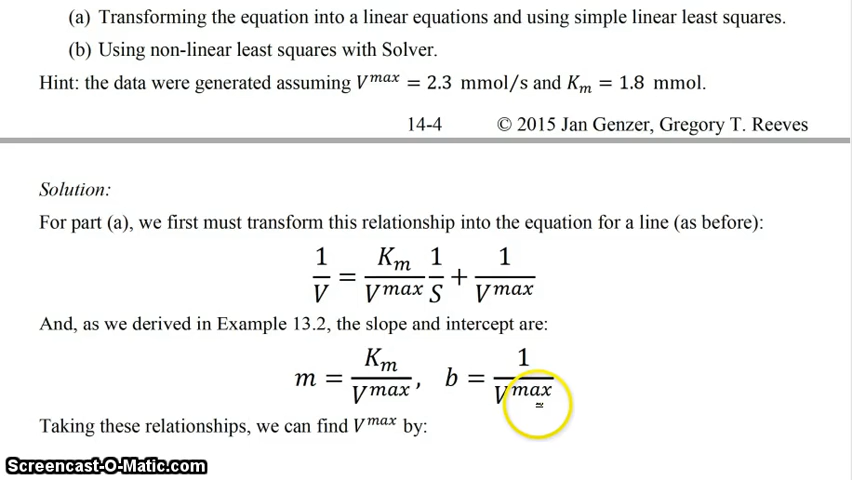 (a) Transforming the equation into a linear equations and using simple linear least squares.
(b) Using non-linear least squares with Solver.
Hint: the data were generated assuming V^max = 2.3 mmol/s and K_m = 1.8 mmol.
14-4 © 2015 Jan Genzer, Gregory T. Reeves
Solution:
For part (a), we first must transform this relationship into the equation for a line (as before):
1/V = K_m/V^max 1/S + 1/V^max
And, as we derived in Example 13.2, the slope and intercept are:
m = K_m/V^max, b = 1/V^max
Taking these relationships, we can find V^max by:
Screencast-O-Matic.com